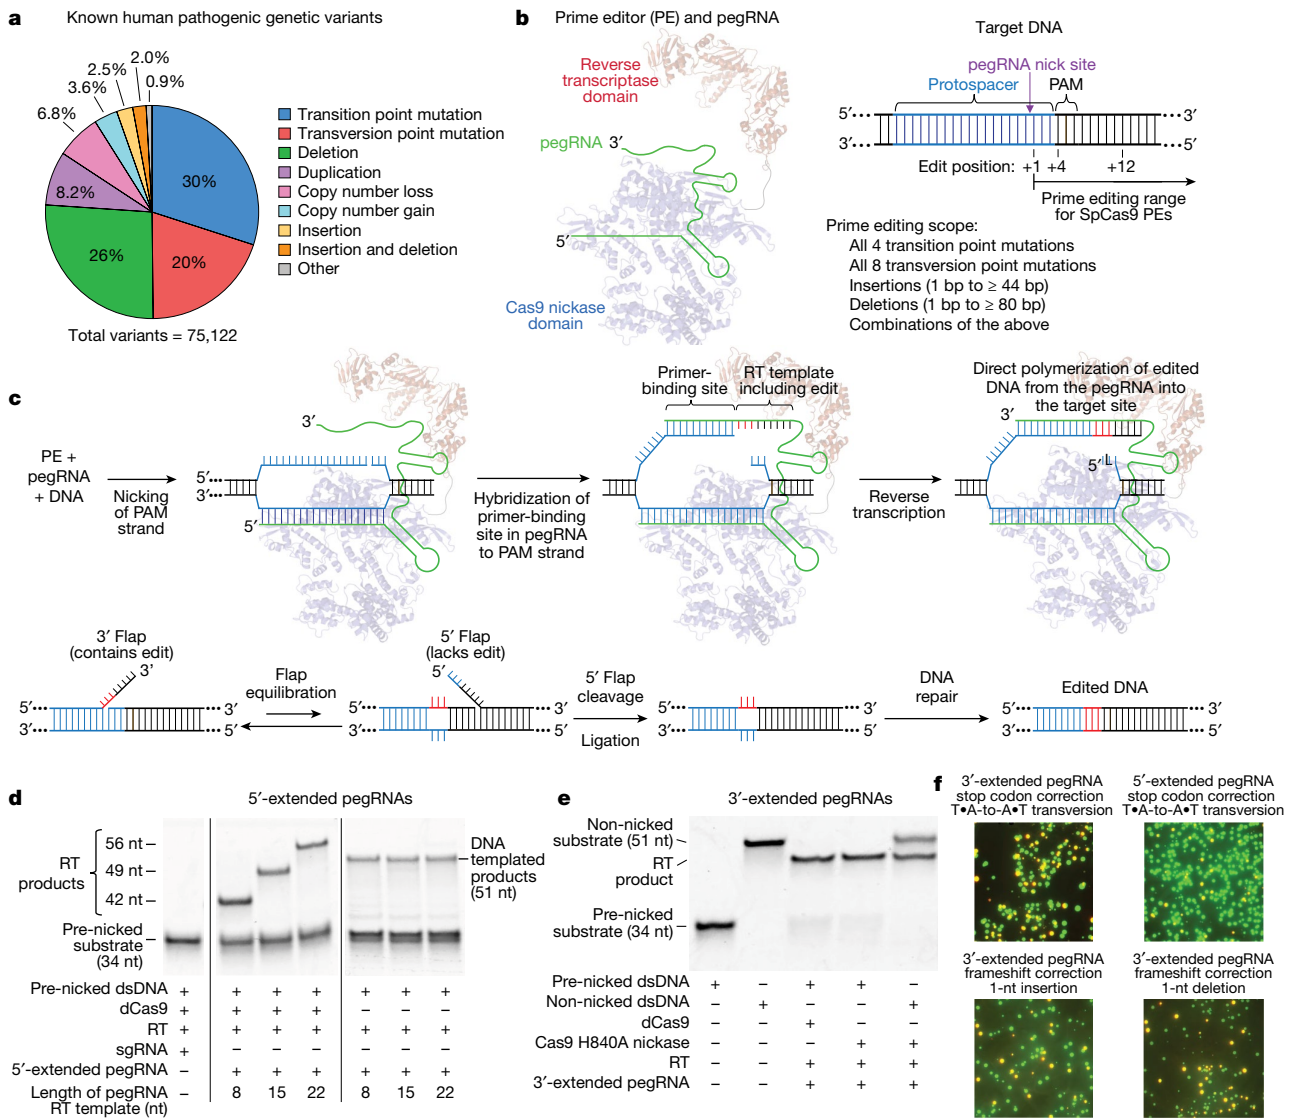 a
Known human pathogenic genetic variants
2.0%
2.5%
0.9%
3.6%
6.8%
8.2%
30%
26%
20%
Transition point mutation
Transversion point mutation
Deletion
Duplication
Copy number loss
Copy number gain
Insertion
Insertion and deletion
Other
Total variants = 75,122
b
Prime editor (PE) and pegRNA
Reverse
transcriptase
domain
pegRNA
3′
5′
Cas9 nickase
domain
Target DNA
pegRNA nick site
Protospacer
PAM
5′
3′
3′
5′
Edit position:
+1
+4
+12
Prime editing range
for SpCas9 PEs
Prime editing scope:
All 4 transition point mutations
All 8 transversion point mutations
Insertions (1 bp to ≥ 44 bp)
Deletions (1 bp to ≥ 80 bp)
Combinations of the above
c
PE +
pegRNA
+ DNA
Nicking
of PAM
strand
3′
5′
3′
5′
Hybridization of
primer-binding
site in pegRNA
to PAM strand
Primer-
binding site
RT template
including edit
Reverse
transcription
Direct polymerization of edited
DNA from the pegRNA into
the target site
3′
5′
3′ Flap
(contains edit)
3′
5′
3′
3′
5′
Flap
equilibration
5′ Flap
(lacks edit)
5′
5′
3′
3′
5′
5′ Flap
cleavage
Ligation
5′
3′
3′
5′
DNA
repair
Edited DNA
5′
3′
3′
5′
d
5′-extended pegRNAs
RT
products
56 nt
49 nt
42 nt
Pre-nicked
substrate
(34 nt)
DNA
templated
products
(51 nt)
Pre-nicked dsDNA + + + + + + +
dCas9 + + + + − − −
RT + + + + + + +
sgRNA + − − − − − −
5′-extended pegRNA − + + + + + +
Length of pegRNA
RT template (nt) − 8 15 22 8 15 22
e
3′-extended pegRNAs
Non-nicked
substrate (51 nt)
RT
product
Pre-nicked
substrate (34 nt)
Pre-nicked dsDNA + − + + −
Non-nicked dsDNA − + − − +
dCas9 − − + − −
Cas9 H840A nickase − − − + +
RT − − + + +
3′-extended pegRNA − − + + +
f
3′-extended pegRNA
stop codon correction
T•A-to-A•T transversion
5′-extended pegRNA
stop codon correction
T•A-to-A•T transversion
3′-extended pegRNA
frameshift correction
1-nt insertion
3′-extended pegRNA
frameshift correction
1-nt deletion